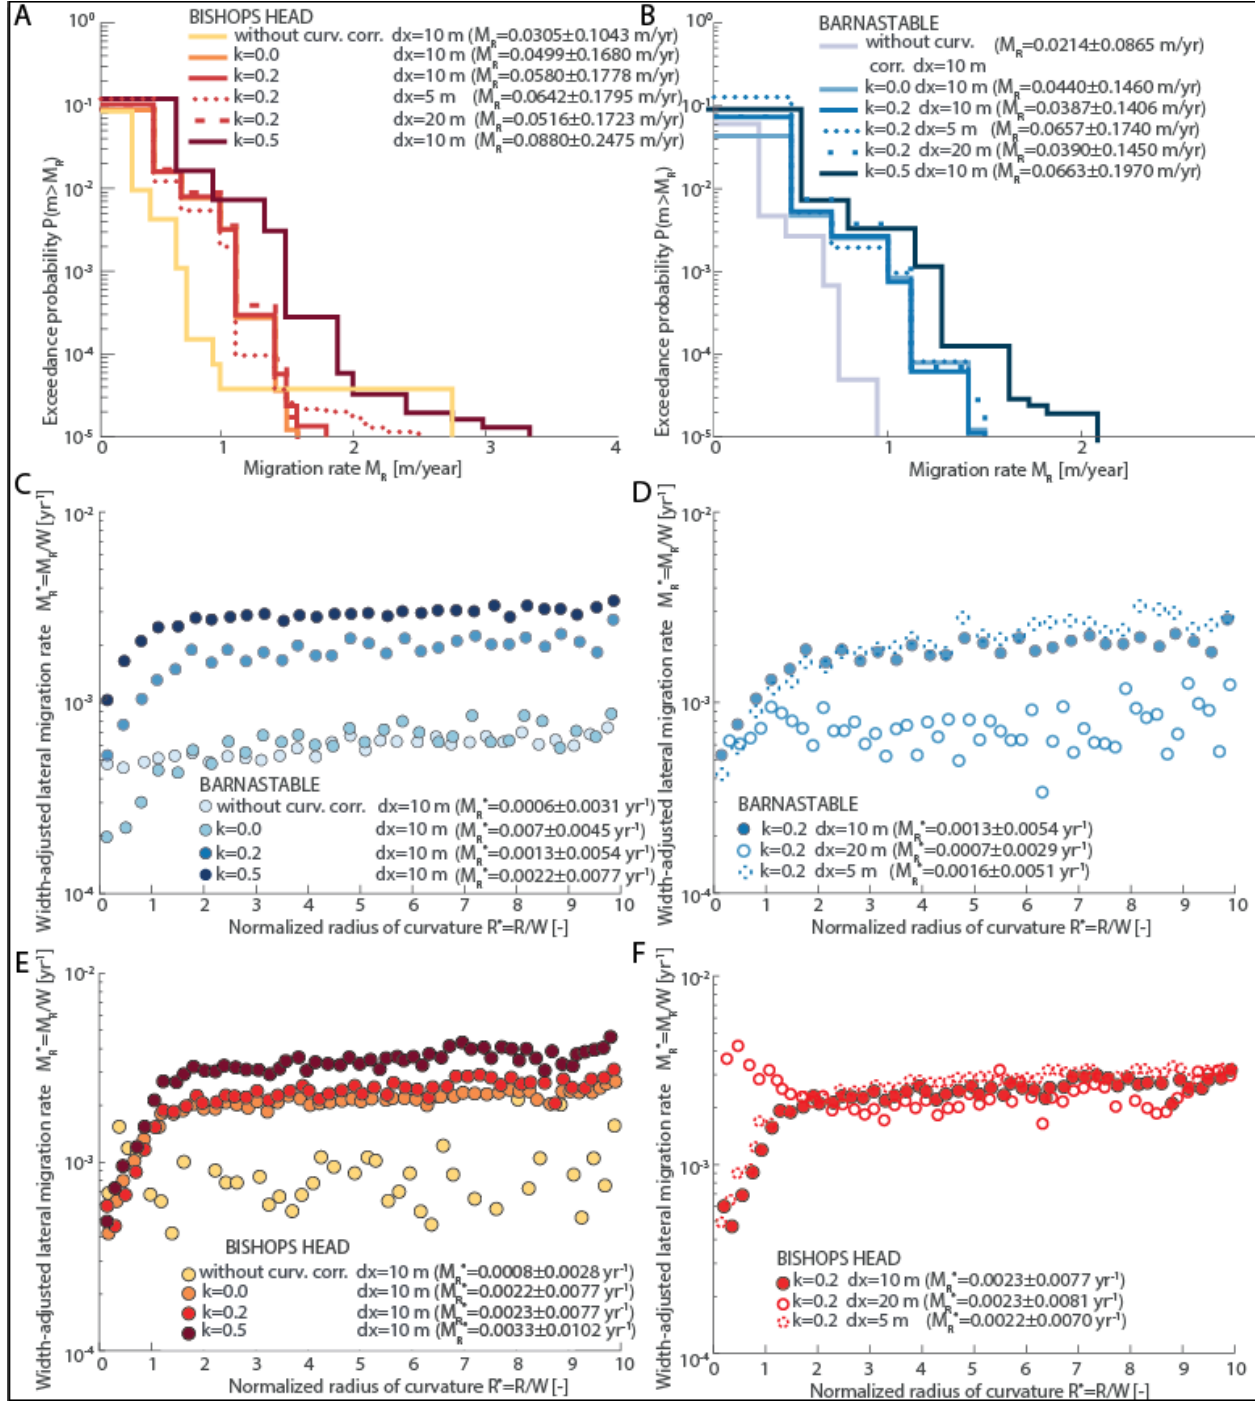 A
BISHOPS HEAD
without curv. corr. dx=10 m (M_R=0.0305±0.1043 m/yr)
k=0.0 dx=10 m (M_R=0.0499±0.1680 m/yr)
k=0.2 dx=10 m (M_R=0.0580±0.1778 m/yr)
k=0.2 dx=5 m (M_R=0.0642±0.1795 m/yr)
k=0.2 dx=20 m (M_R=0.0516±0.1723 m/yr)
k=0.5 dx=10 m (M_R=0.0880±0.2475 m/yr)
Exceedance probability P(m>M_R)
10⁰
10⁻¹
10⁻²
10⁻³
10⁻⁴
10⁻⁵
0 1 2 3 4
Migration rate M_R [m/year]
B
BARNASTABLE
without curv. (M_R=0.0214±0.0865 m/yr)
corr. dx=10 m
k=0.0 dx=10 m (M_R=0.0440±0.1460 m/yr)
k=0.2 dx=10 m (M_R=0.0387±0.1406 m/yr)
k=0.2 dx=5 m (M_R=0.0657±0.1740 m/yr)
k=0.2 dx=20 m (M_R=0.0390±0.1450 m/yr)
k=0.5 dx=10 m (M_R=0.0663±0.1970 m/yr)
Exceedance probability P(m>M_R)
10⁰
10⁻¹
10⁻²
10⁻³
10⁻⁴
10⁻⁵
0 1 2
Migration rate M_R [m/year]
C
Width-adjusted lateral migration rate M_R*=M_R/W [yr⁻¹]
10⁻²
10⁻³
10⁻⁴
BARNASTABLE
without curv. corr. dx=10 m (M_R*=0.0006±0.0031 yr⁻¹)
k=0.0 dx=10 m (M_R*=0.007±0.0045 yr⁻¹)
k=0.2 dx=10 m (M_R*=0.0013±0.0054 yr⁻¹)
k=0.5 dx=10 m (M_R*=0.0022±0.0077 yr⁻¹)
0 1 2 3 4 5 6 7 8 9 10
Normalized radius of curvature R*=R/W [-]
D
Width-adjusted lateral migration rate M_R*=M_R/W [yr⁻¹]
10⁻²
10⁻³
10⁻⁴
BARNASTABLE
k=0.2 dx=10 m (M_R*=0.0013±0.0054 yr⁻¹)
k=0.2 dx=20 m (M_R*=0.0007±0.0029 yr⁻¹)
k=0.2 dx=5 m (M_R*=0.0016±0.0051 yr⁻¹)
0 1 2 3 4 5 6 7 8 9 10
Normalized radius of curvature R*=R/W [-]
E
Width-adjusted lateral migration rate M_R*=M_R/W [yr⁻¹]
10⁻²
10⁻³
10⁻⁴
BISHOPS HEAD
without curv. corr. dx=10 m (M_R*=0.0008±0.0028 yr⁻¹)
k=0.0 dx=10 m (M_R*=0.0022±0.0077 yr⁻¹)
k=0.2 dx=10 m (M_R*=0.0023±0.0077 yr⁻¹)
k=0.5 dx=10 m (M_R*=0.0033±0.0102 yr⁻¹)
0 1 2 3 4 5 6 7 8 9 10
Normalized radius of curvature R*=R/W [-]
F
Width-adjusted lateral migration rate M_R*=M_R/W [yr⁻¹]
10⁻²
10⁻³
10⁻⁴
BISHOPS HEAD
k=0.2 dx=10 m (M_R*=0.0023±0.0077 yr⁻¹)
k=0.2 dx=20 m (M_R*=0.0023±0.0081 yr⁻¹)
k=0.2 dx=5 m (M_R*=0.0022±0.0070 yr⁻¹)
0 1 2 3 4 5 6 7 8 9 10
Normalized radius of curvature R*=R/W [-]